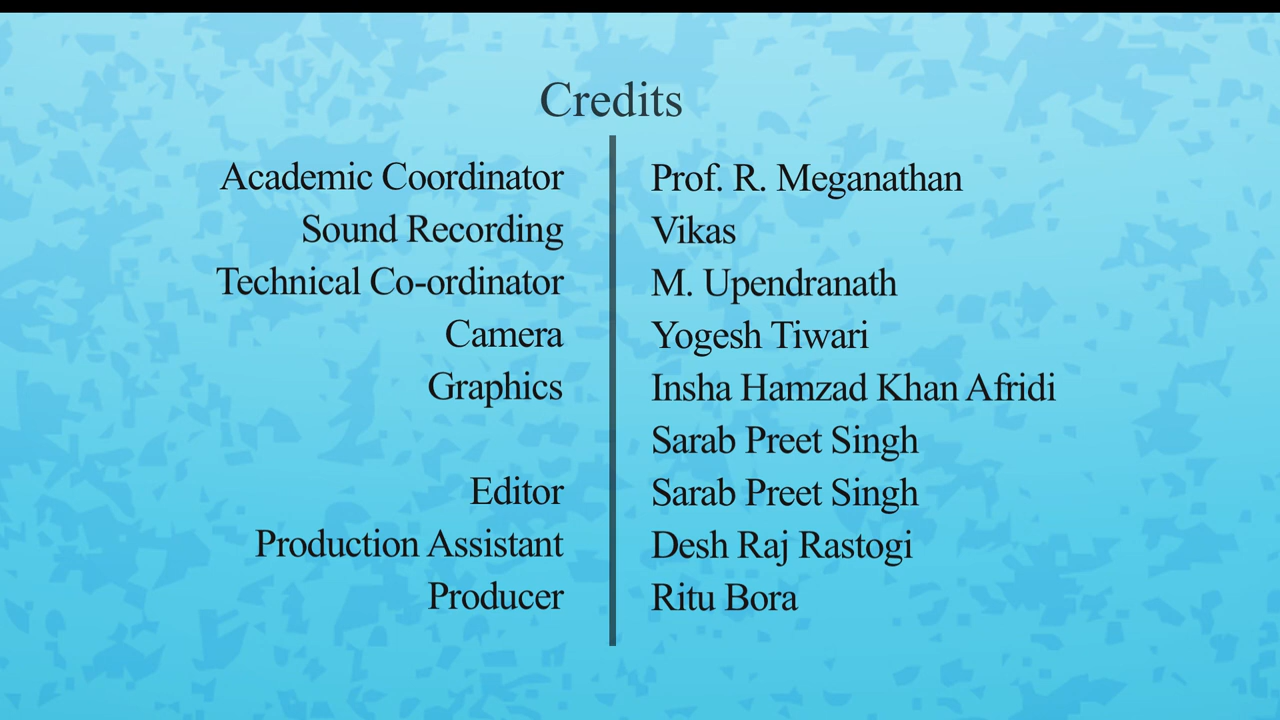 Credits
Academic Coordinator Prof. R. Meganathan
Sound Recording Vikas
Technical Co-ordinator M. Upendranath
Camera Yogesh Tiwari
Graphics Insha Hamzad Khan Afridi
Sarab Preet Singh
Editor Sarab Preet Singh
Production Assistant Desh Raj Rastogi
Producer Ritu Bora